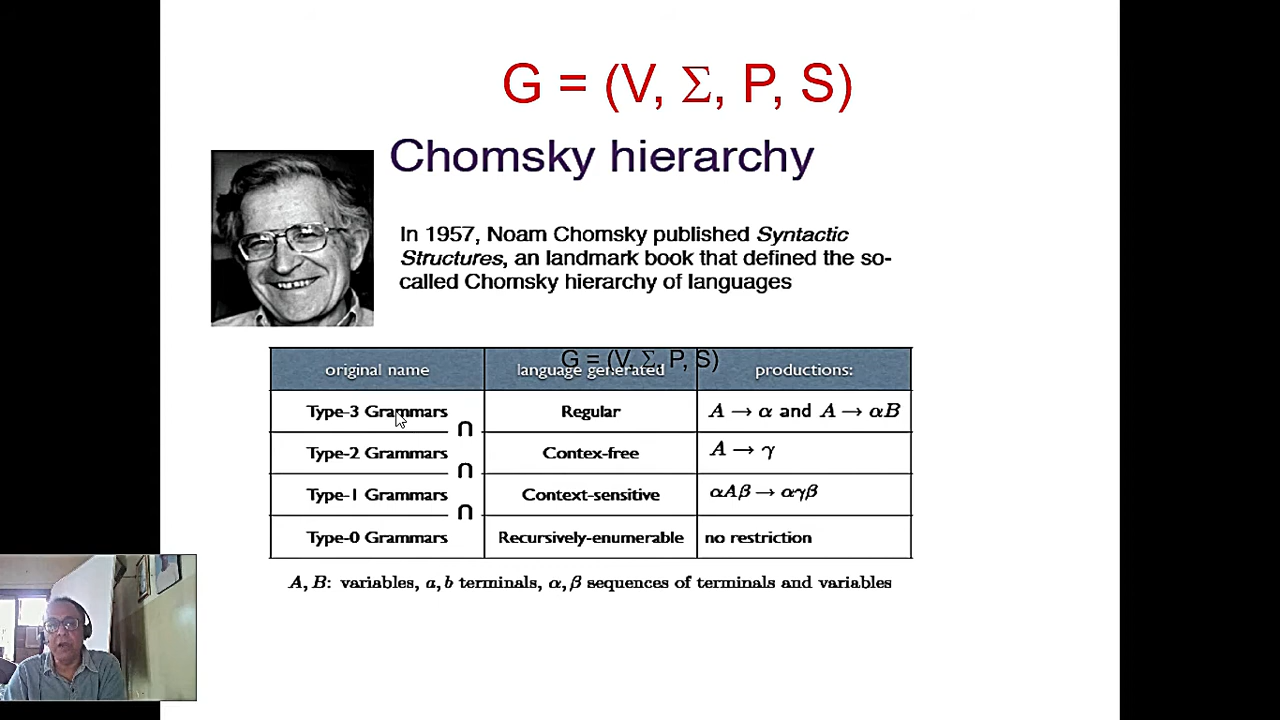 G = (V, Σ, P, S)
Chomsky hierarchy
In 1957, Noam Chomsky published Syntactic
Structures, an landmark book that defined the so-
called Chomsky hierarchy of languages
G = (V, Σ, P, S)
original name language generated productions:
Type-3 Grammars Regular A → α and A → αB
∩
Type-2 Grammars Contex-free A → γ
∩
Type-1 Grammars Context-sensitive αAβ → αγβ
∩
Type-0 Grammars Recursively-enumerable no restriction
A, B: variables, a, b terminals, α, β sequences of terminals and variables